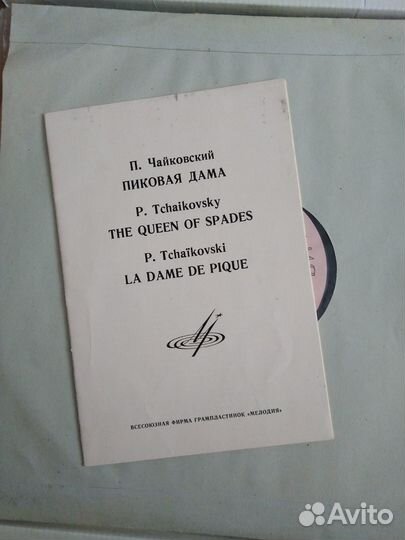 П. Чайковский
ПИКОВАЯ ДАМА
P. Tchaikovsky
THE QUEEN OF SPADES
P. Tchaïkovski
LA DAME DE PIQUE
ВСЕСОЮЗНАЯ ФИРМА ГРАМПЛАСТИНОК «МЕЛОДИЯ»
Avito